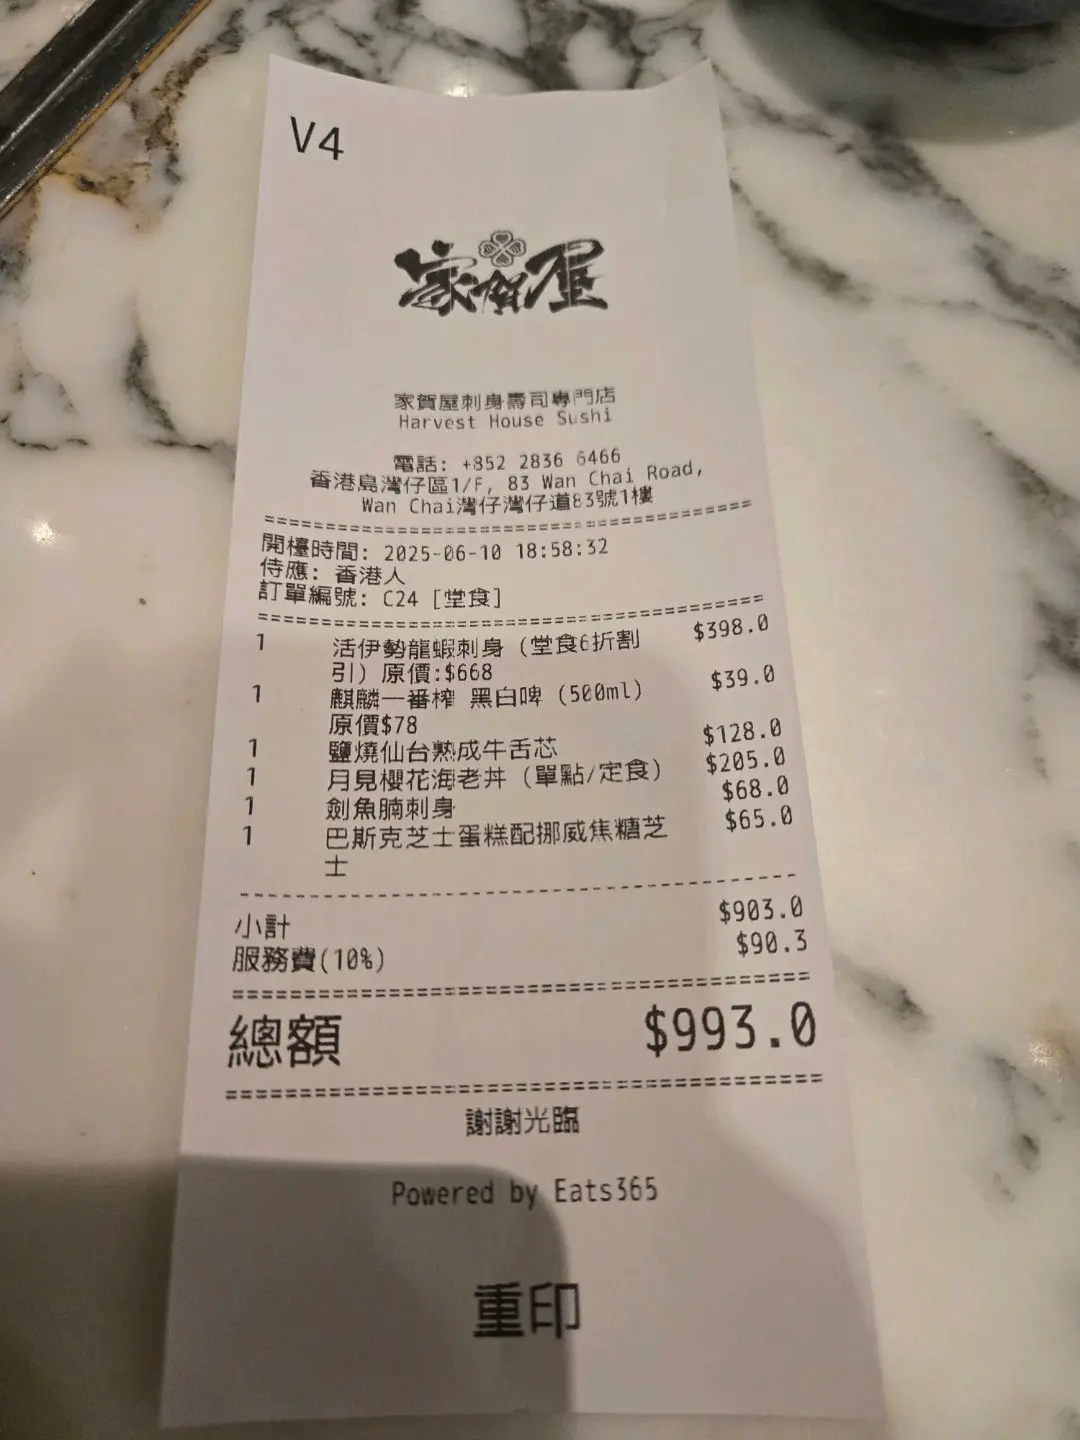 V4
家賀屋
家賀屋刺身壽司專門店
Harvest House Sushi
電話: +852 2836 6466
香港島灣仔區1/F, 83 Wan Chai Road,
Wan Chai灣仔灣仔道83號1樓
開檯時間: 2025-06-10 18:58:32
侍應: 香港人
訂單編號: C24 [堂食]
1 活伊勢龍蝦刺身 (堂食6折割 $398.0
引) 原價:$668
1 麒麟一番榨 黑白啤 (500ml) $39.0
原價$78
1 鹽燒仙台熟成牛舌芯 $128.0
1 月見櫻花海老丼 (單點/定食) $205.0
1 劍魚腩刺身 $68.0
1 巴斯克芝士蛋糕配挪威焦糖芝 $65.0
士
小計 $903.0
服務費(10%) $90.3
總額 $993.0
謝謝光臨
Powered by Eats365
重印